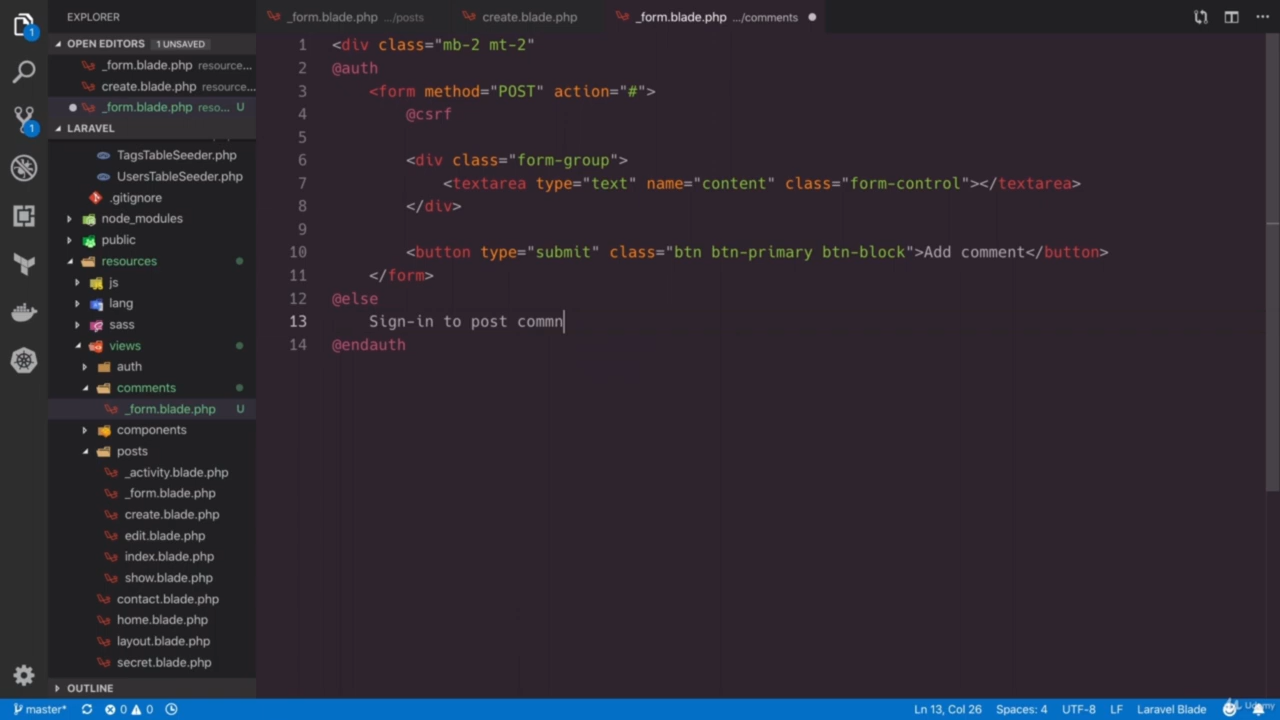 EXPLORER
_form.blade.php .../posts
create.blade.php
_form.blade.php .../comments
OPEN EDITORS 1 UNSAVED
_form.blade.php resource...
create.blade.php resource...
_form.blade.php reso... U
LARAVEL
TagsTableSeeder.php
UsersTableSeeder.php
.gitignore
node_modules
public
resources
js
lang
sass
views
auth
comments
_form.blade.php U
components
posts
_activity.blade.php
_form.blade.php
create.blade.php
edit.blade.php
index.blade.php
show.blade.php
contact.blade.php
home.blade.php
layout.blade.php
secret.blade.php
OUTLINE
1 <div class="mb-2 mt-2"
2 @auth
3 <form method="POST" action="#">
4 @csrf
5
6 <div class="form-group">
7 <textarea type="text" name="content" class="form-control"></textarea>
8 </div>
9
10 <button type="submit" class="btn btn-primary btn-block">Add comment</button>
11 </form>
12 @else
13 Sign-in to post commn
14 @endauth
1
1
master* 0 0
Ln 13, Col 26 Spaces: 4 UTF-8 LF Laravel Blade
Udemy